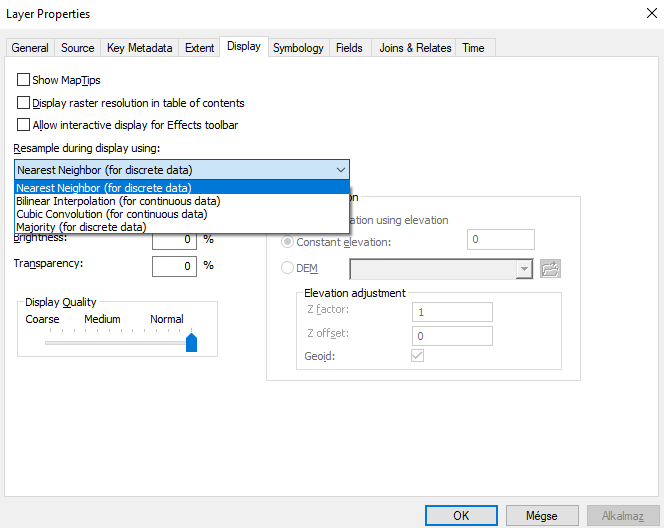 Layer Properties
General Source Key Metadata Extent Display Symbology Fields Joins & Relates Time
Show MapTips
Display raster resolution in table of contents
Allow interactive display for Effects toolbar
Resample during display using:
Nearest Neighbor (for discrete data)
Nearest Neighbor (for discrete data)
Bilinear Interpolation (for continuous data)
Cubic Convolution (for continuous data)
Majority (for discrete data)
Brightness: 0 %
Transparency: 0 %
Display Quality
Coarse Medium Normal
using elevation
Constant elevation: 0
DEM
Elevation adjustment
Z factor: 1
Z offset: 0
Geoid:
OK Mégse Alkalmaz